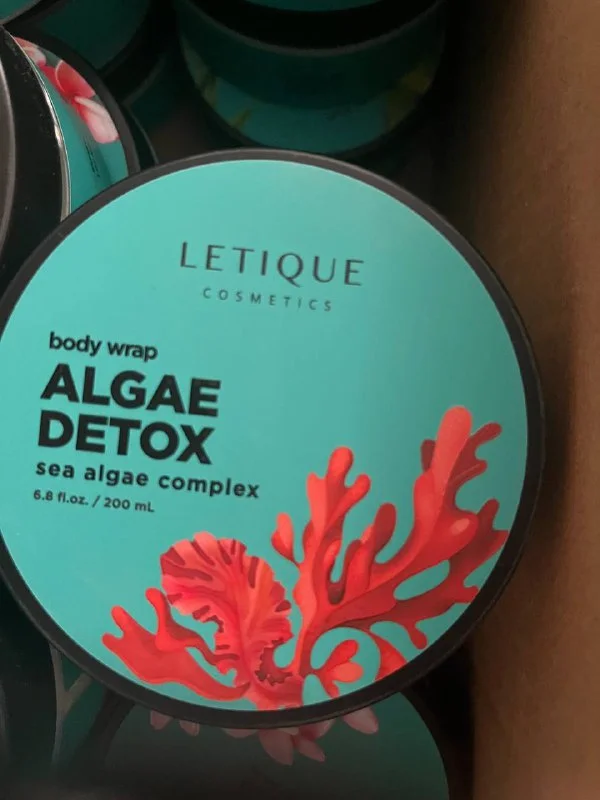 LETIQUE
COSMETICS
body wrap
ALGAE
DETOX
sea algae complex
6.8 fl.oz. / 200 mL